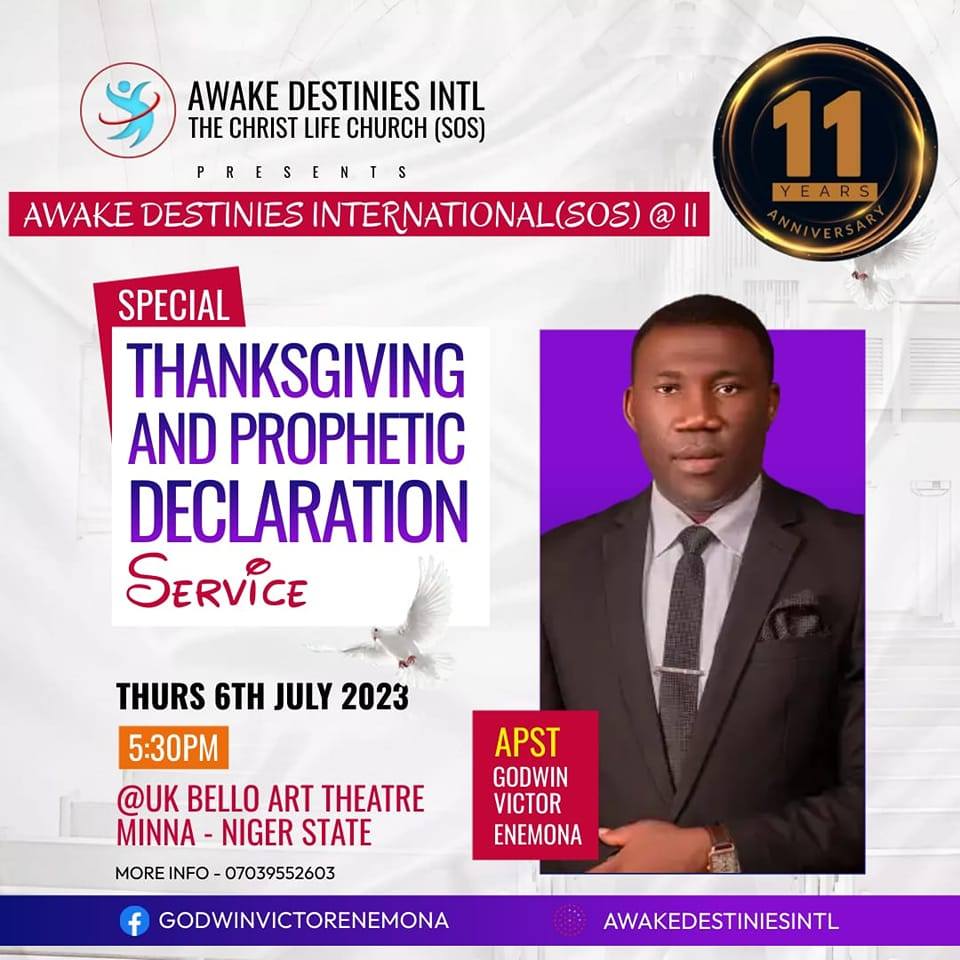 AWAKE DESTINIES INTL
THE CHRIST LIFE CHURCH (SOS)
PRESENTS
AWAKE DESTINIES INTERNATIONAL(SOS) @ 11
11
YEARS
ANNIVERSARY
SPECIAL
THANKSGIVING
AND PROPHETIC
DECLARATION
SERVICE
THURS 6TH JULY 2023
5:30PM
@UK BELLO ART THEATRE
MINNA - NIGER STATE
MORE INFO - 07039552603
APST
GODWIN
VICTOR
ENEMONA
GODWINVICTORENEMONA
AWAKEDESTINIESINTL